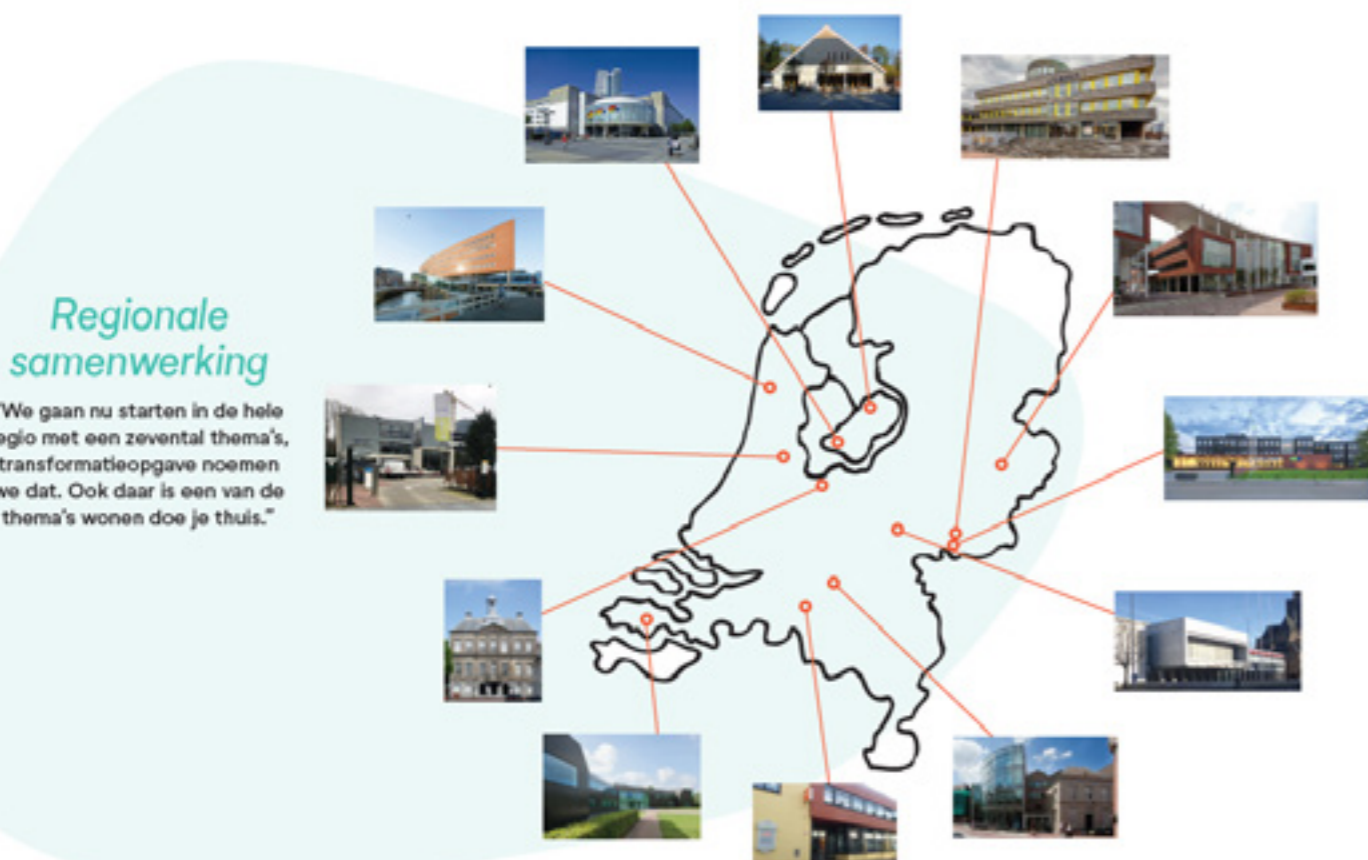 Regionale
samenwerking
"We gaan nu starten in de hele
egio met een zevental thema's,
transformatieopgave noemen
we dat. Ook daar is een van de
thema's wonen doe je thuis."